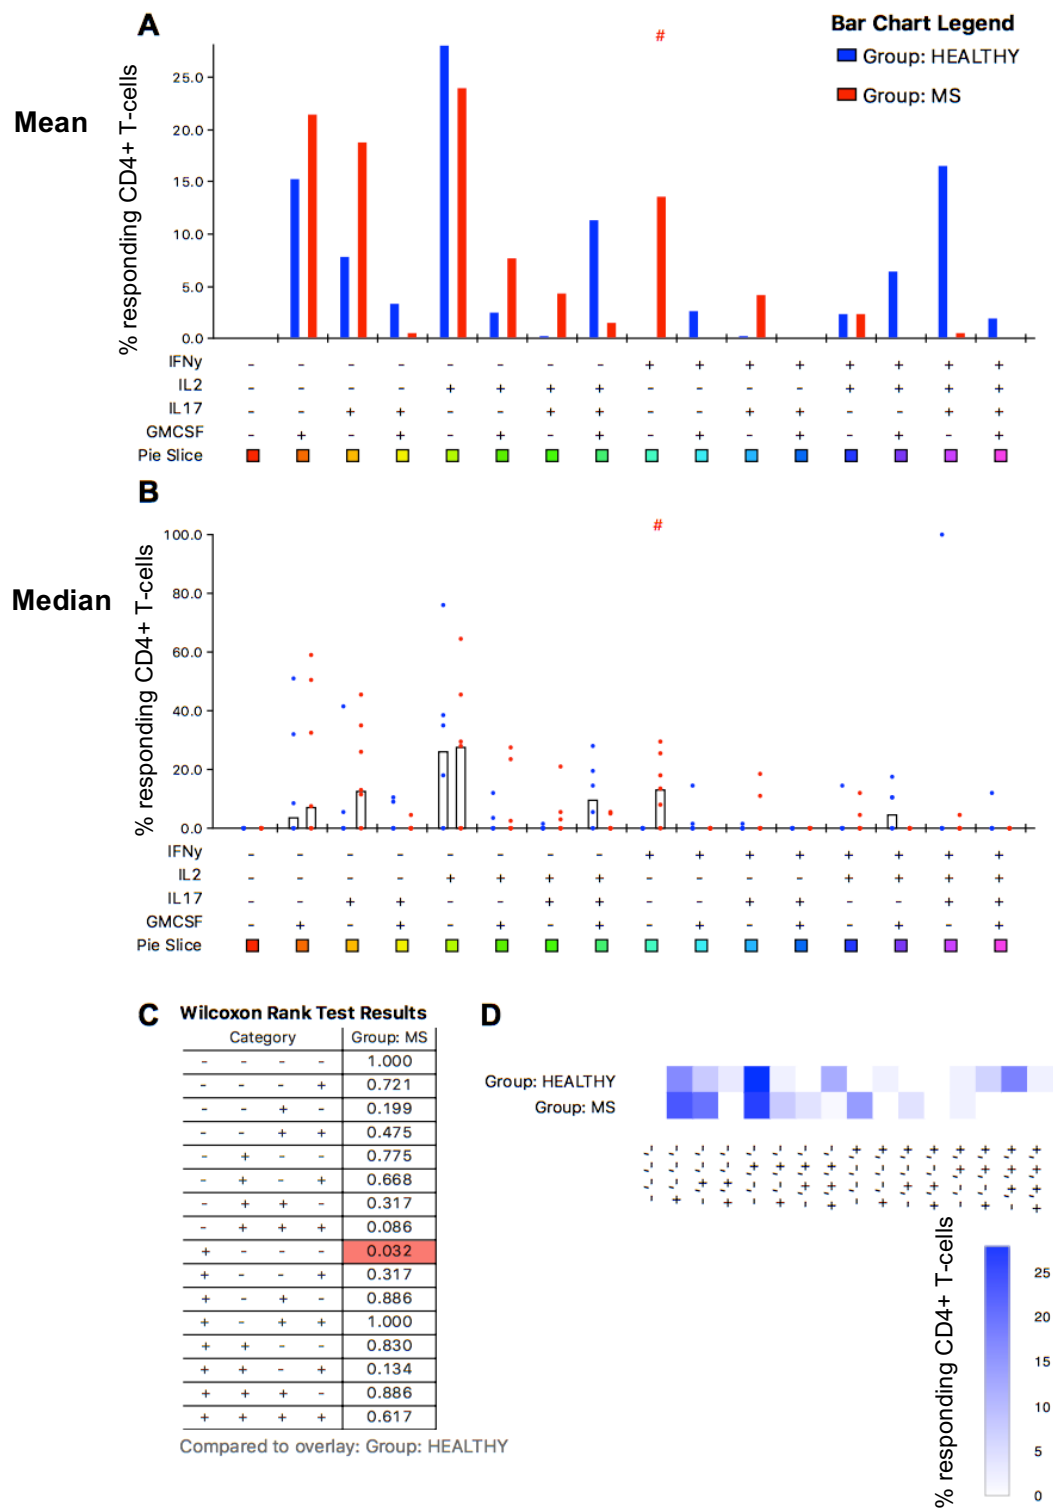 A
Bar Chart Legend
Group: HEALTHY
Group: MS
Mean
% responding CD4+ T-cells
#
25.0
20.0
15.0
10.0
5.0
0.0
IFNy - - - - - - - - + + + + + + + +
IL2 - - - - + + + + - - - - + + + +
IL17 - - + + - - + + - - + + - - + +
GMCSF - + - + - + - + - + - + - + - +
Pie Slice
B
Median
% responding CD4+ T-cells
#
100.0
80.0
60.0
40.0
20.0
0.0
IFNy - - - - - - - - + + + + + + + +
IL2 - - - - + + + + - - - - + + + +
IL17 - - + + - - + + - - + + - - + +
GMCSF - + - + - + - + - + - + - + - +
Pie Slice
C
Wilcoxon Rank Test Results
Category Group: MS
- - - - 1.000
- - - + 0.721
- - + - 0.199
- - + + 0.475
- + - - 0.775
- + - + 0.668
- + + - 0.317
- + + + 0.086
+ - - - 0.032
+ - - + 0.317
+ - + - 0.886
+ - + + 1.000
+ + - - 0.830
+ + - + 0.134
+ + + - 0.886
+ + + + 0.617
Compared to overlay: Group: HEALTHY
D
Group: HEALTHY
Group: MS
-,-,-,-
-,-,-,+
-,-,+,-
-,-,+,+
-,+,-,-
-,+,-,+
-,+,+,-
-,+,+,+
+,-,-,-
+,-,-,+
+,-,+,-
+,-,+,+
+,+,-,-
+,+,-,+
+,+,+,-
+,+,+,+
% responding CD4+ T-cells
25
20
15
10
5
0